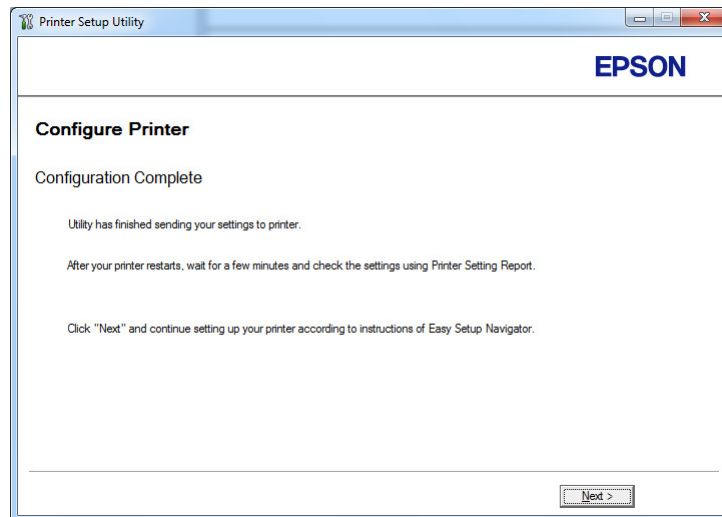 Printer Setup Utility
EPSON
Configure Printer
Configuration Complete
Utility has finished sending your settings to printer.
After your printer restarts, wait for a few minutes and check the settings using Printer Setting Report.
Click "Next" and continue setting up your printer according to instructions of Easy Setup Navigator.
Next >